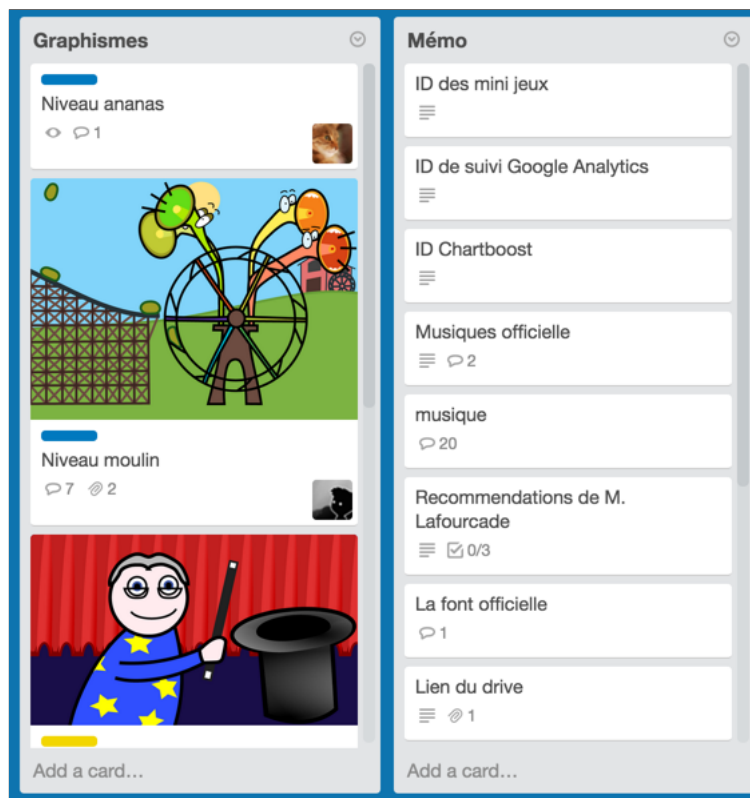 Graphismes
Niveau ananas
1
Niveau moulin
7 2
Add a card...
Mémo
ID des mini jeux
ID de suivi Google Analytics
ID Chartboost
Musiques officielle
2
musique
20
Recommendations de M.
Lafourcade
0/3
La font officielle
1
Lien du drive
1
Add a card...